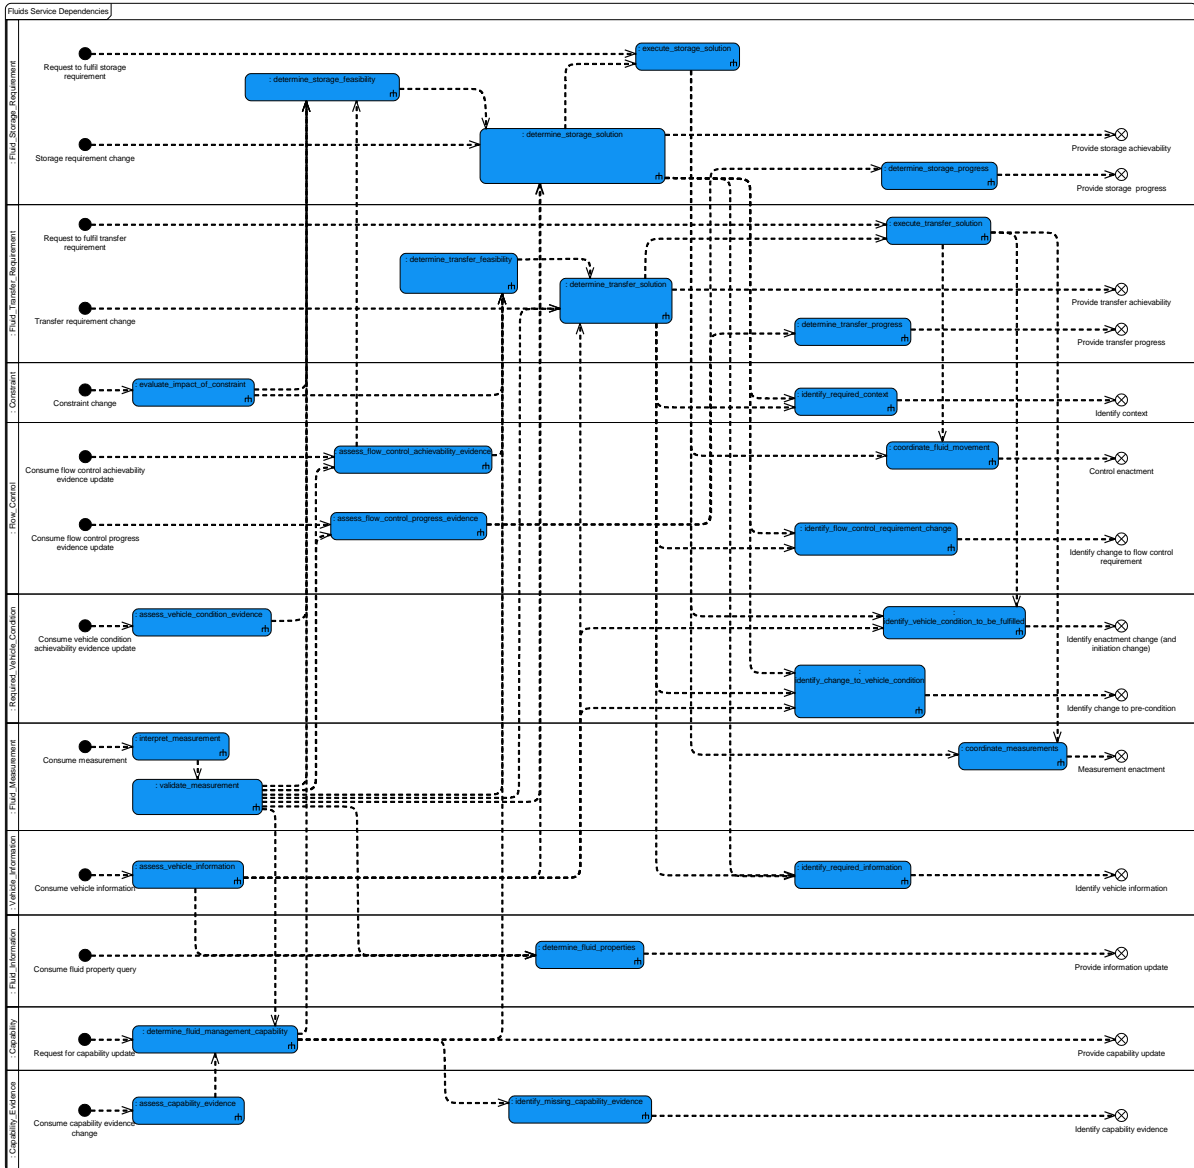 Fluids Service Dependencies
: Fluid_Storage_Requirement
Request to fulfil storage
requirement
: execute_storage_solution
: determine_storage_feasibility
: determine_storage_solution
Storage requirement change
Provide storage achievability
: determine_storage_progress
Provide storage progress
: Fluid_Transfer_Requirement
Request to fulfil transfer
requirement
: execute_transfer_solution
: determine_transfer_feasibility
: determine_transfer_solution
Provide transfer achievability
Transfer requirement change
: determine_transfer_progress
Provide transfer progress
: Constraint
Constraint change
: evaluate_impact_of_constraint
: identify_required_context
Identify context
: Flow_Control
Consume flow control achievability
evidence update
: assess_flow_control_achievability_evidence
: coordinate_fluid_movement
Control enactment
Consume flow control progress
evidence update
: assess_flow_control_progress_evidence
: identify_flow_control_requirement_change
Identify change to flow control
requirement
: Required_Vehicle_Condition
: assess_vehicle_condition_evidence
Consume vehicle condition
achievability evidence update
:
identify_vehicle_condition_to_be_fulfilled
Identify enactment change (and
initiation change)
:
identify_change_to_vehicle_condition
Identify change to pre-condition
: Fluid_Measurement
Consume measurement
: interpret_measurement
: validate_measurement
: coordinate_measurements
Measurement enactment
: Vehicle_Information
Consume vehicle information
: assess_vehicle_information
: identify_required_information
Identify vehicle information
: Fluid_Information
Consume fluid property query
: determine_fluid_properties
Provide information update
: Capability
Request for capability update
: determine_fluid_management_capability
Provide capability update
: Capability_Evidence
Consume capability evidence
change
: assess_capability_evidence
: identify_missing_capability_evidence
Identify capability evidence